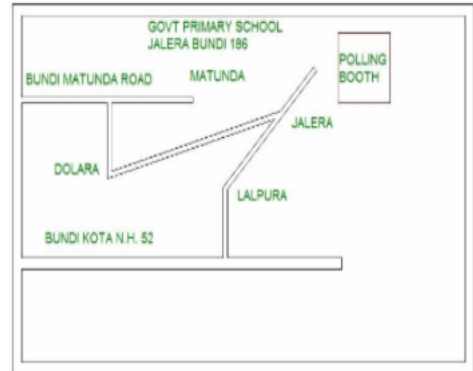 GOVT PRIMARY SCHOOL
JALERA BUNDI 186
POLLING
BOOTH
BUNDI MATUNDA ROAD
MATUNDA
JALERA
DOLARA
LALPURA
BUNDI KOTA N.H. 52